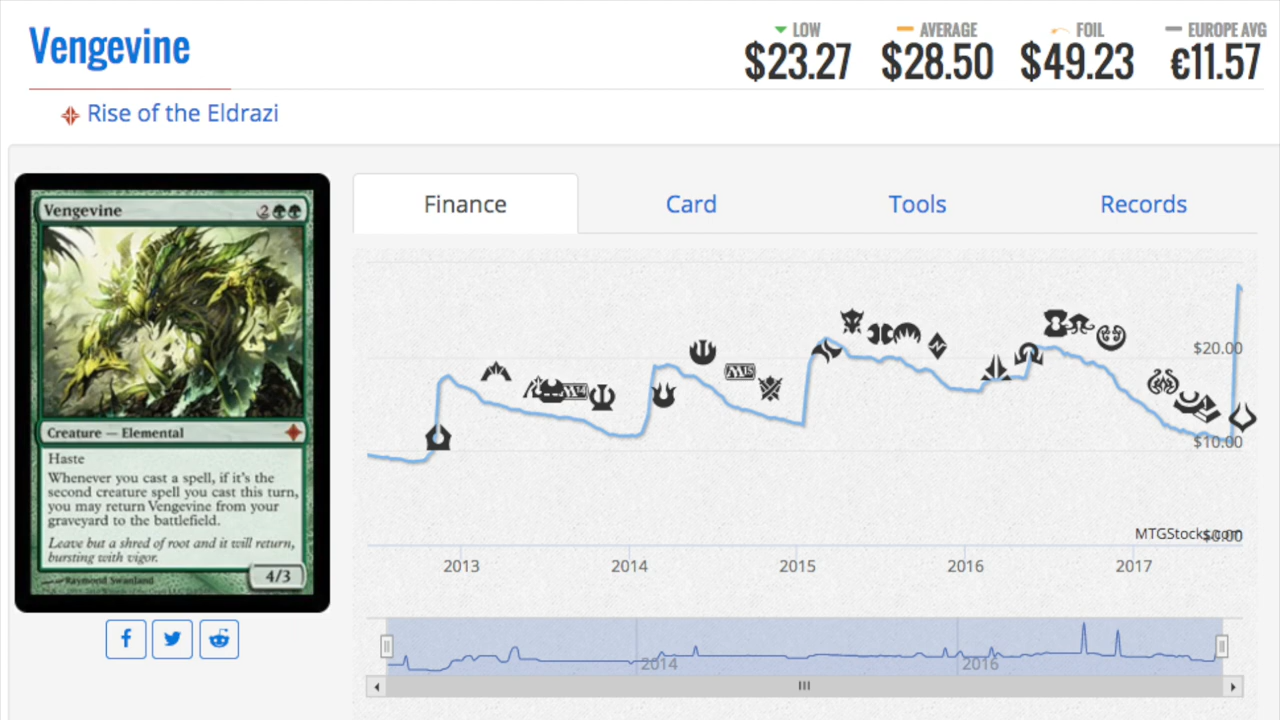 Vengevine
LOW AVERAGE FOIL EUROPE AVG
$23.27 $28.50 $49.23 €11.57
Rise of the Eldrazi
Finance Card Tools Records
Vengevine 2
Creature — Elemental
Haste
Whenever you cast a spell, if it's the
second creature spell you cast this turn,
you may return Vengevine from your
graveyard to the battlefield.
Leave but a shred of root and it will return,
bursting with vigor.
Raymond Swanland
4/3
M15
$20.00
$10.00
MTGStocks.com
$0.00
2013 2014 2015 2016 2017
2014 2016